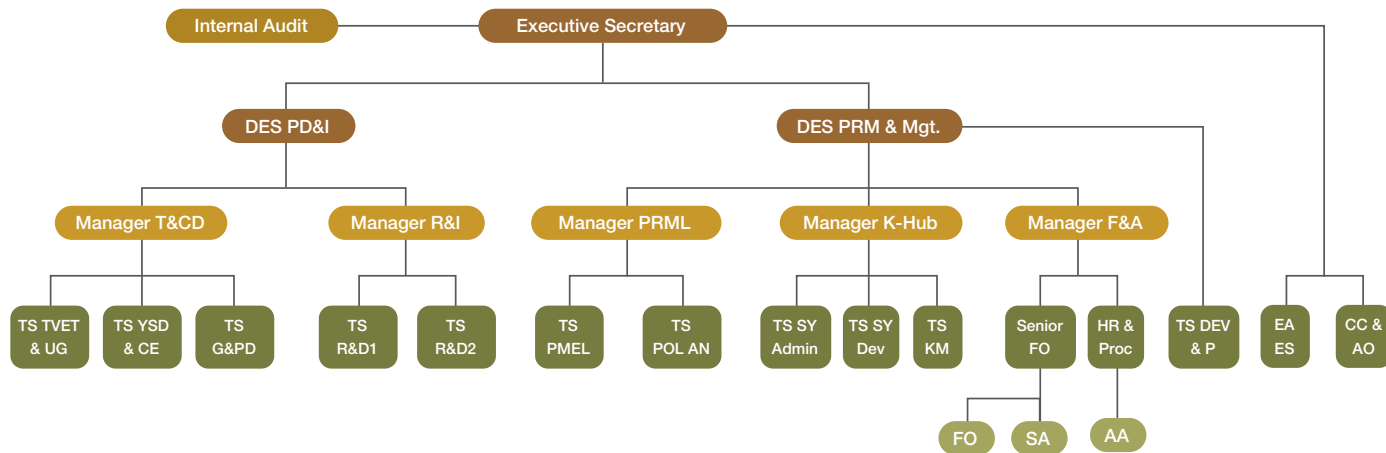 Internal Audit
Executive Secretary
DES PD&I
DES PRM & Mgt.
Manager T&CD
Manager R&I
Manager PRML
Manager K-Hub
Manager F&A
TS TVET
& UG
TS YSD
& CE
TS
G&PD
TS
R&D1
TS
R&D2
TS
PMEL
TS
POL AN
TS SY
Admin
TS SY
Dev
TS
KM
Senior
FO
HR &
Proc
TS DEV
& P
EA
ES
CC &
AO
FO
SA
AA